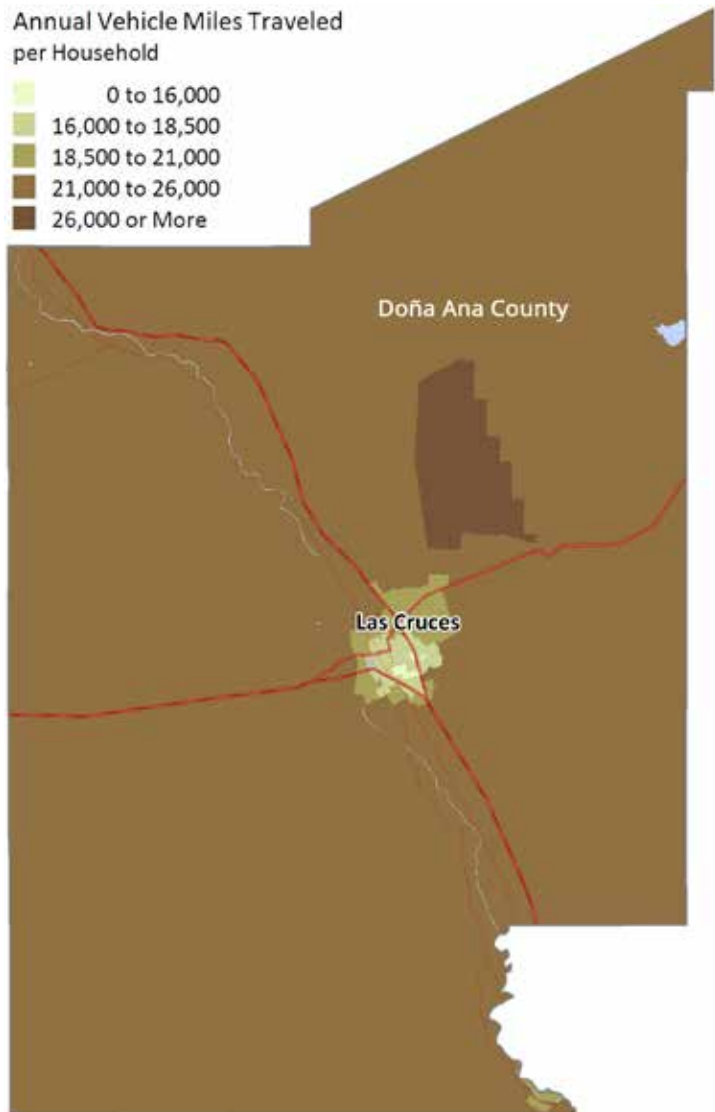 Annual Vehicle Miles Traveled
per Household
0 to 16,000
16,000 to 18,500
18,500 to 21,000
21,000 to 26,000
26,000 or More
Doña Ana County
Las Cruces